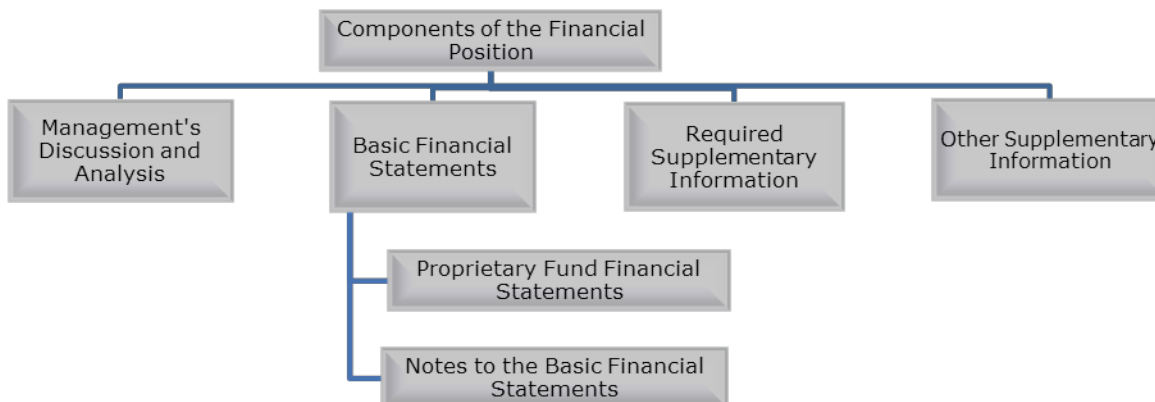 Components of the Financial
Position
Management's
Discussion and
Analysis
Basic Financial
Statements
Required
Supplementary
Information
Other Supplementary
Information
Proprietary Fund Financial
Statements
Notes to the Basic Financial
Statements